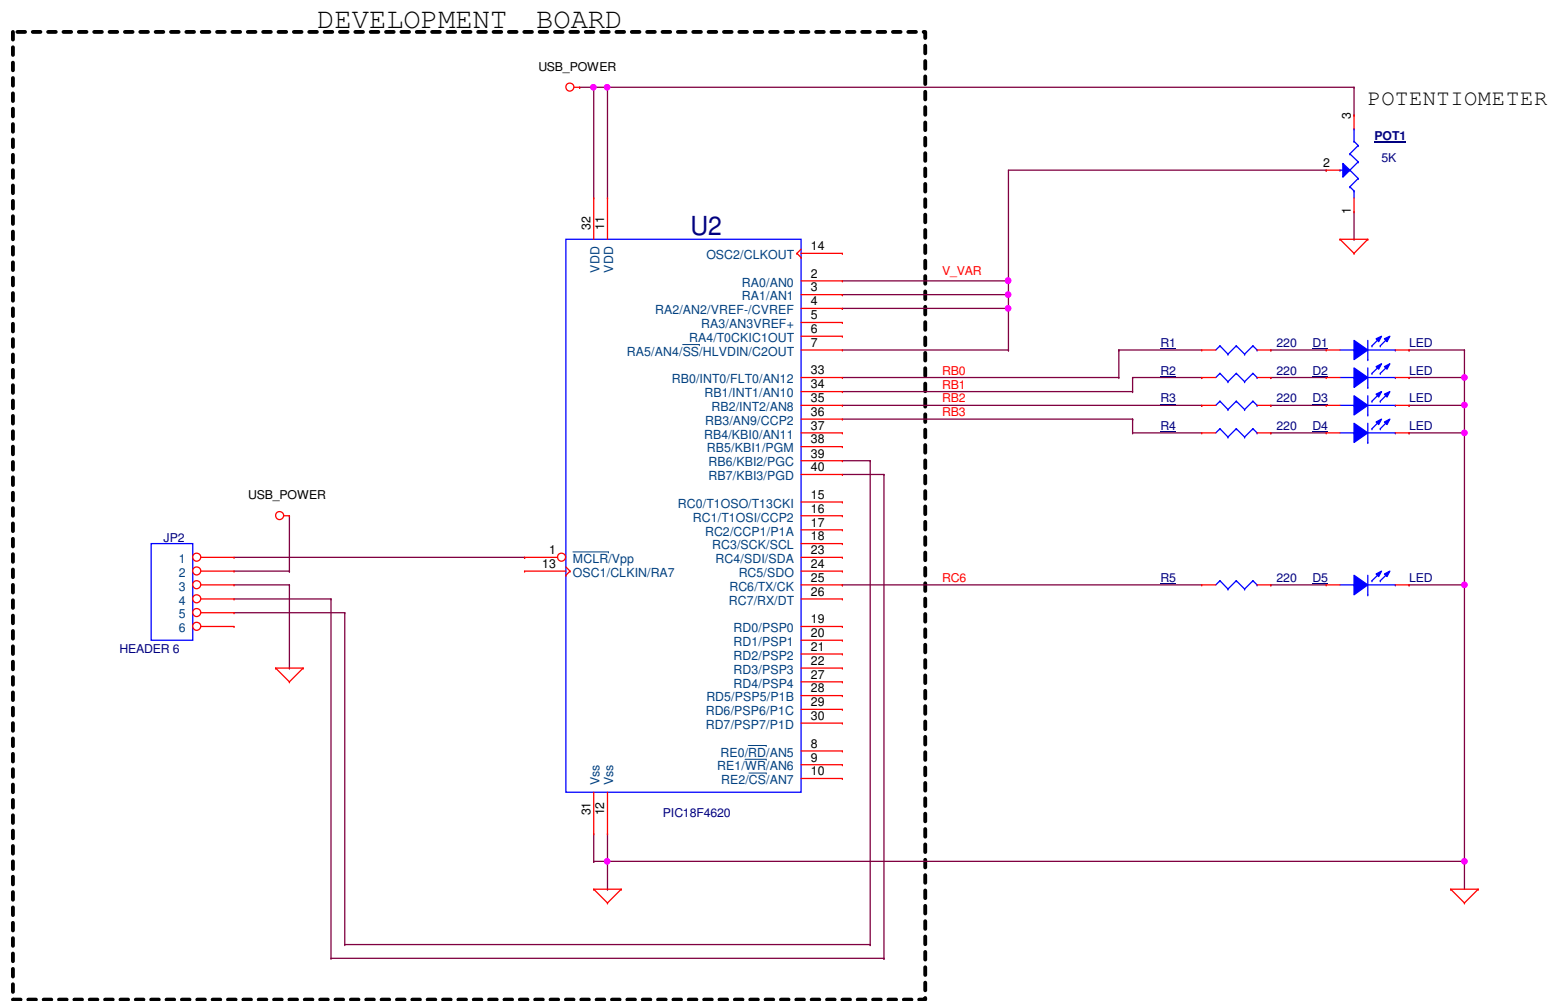 DEVELOPMENT BOARD
USB_POWER
POTENTIOMETER
3
POT1
5K
2
1
U2
32
11
VDD
VDD
OSC2/CLKOUT 14
RA0/AN0 2 V_VAR
RA1/AN1 3
RA2/AN2/VREF-/CVREF 4
RA3/AN3VREF+ 5
RA4/T0CKIC1OUT 6
RA5/AN4/SS/HLVDIN/C2OUT 7
R1 220 D1 LED
RB0/INT0/FLT0/AN12 33 RB0
R2 220 D2 LED
RB1/INT1/AN10 34 RB1
RB2/INT2/AN8 35 RB2 R3 220 D3 LED
RB3/AN9/CCP2 36 RB3
R4 220 D4 LED
RB4/KBI0/AN11 37
RB5/KBI1/PGM 38
RB6/KBI2/PGC 39
RB7/KBI3/PGD 40
RC0/T1OSO/T13CKI 15
RC1/T1OSI/CCP2 16
RC2/CCP1/P1A 17
RC3/SCK/SCL 18
RC4/SDI/SDA 23
RC5/SDO 24
RC6/TX/CK 25 RC6 R5 220 D5 LED
RC7/RX/DT 26
USB_POWER
JP2
1
2
3
4
5
6
HEADER 6
1 MCLR/Vpp
13 OSC1/CLKIN/RA7
RD0/PSP0 19
RD1/PSP1 20
RD2/PSP2 21
RD3/PSP3 22
RD4/PSP4 27
RD5/PSP5/P1B 28
RD6/PSP6/P1C 29
RD7/PSP7/P1D 30
RE0/RD/AN5 8
RE1/WR/AN6 9
RE2/CS/AN7 10
Vss
Vss
31
12
PIC18F4620